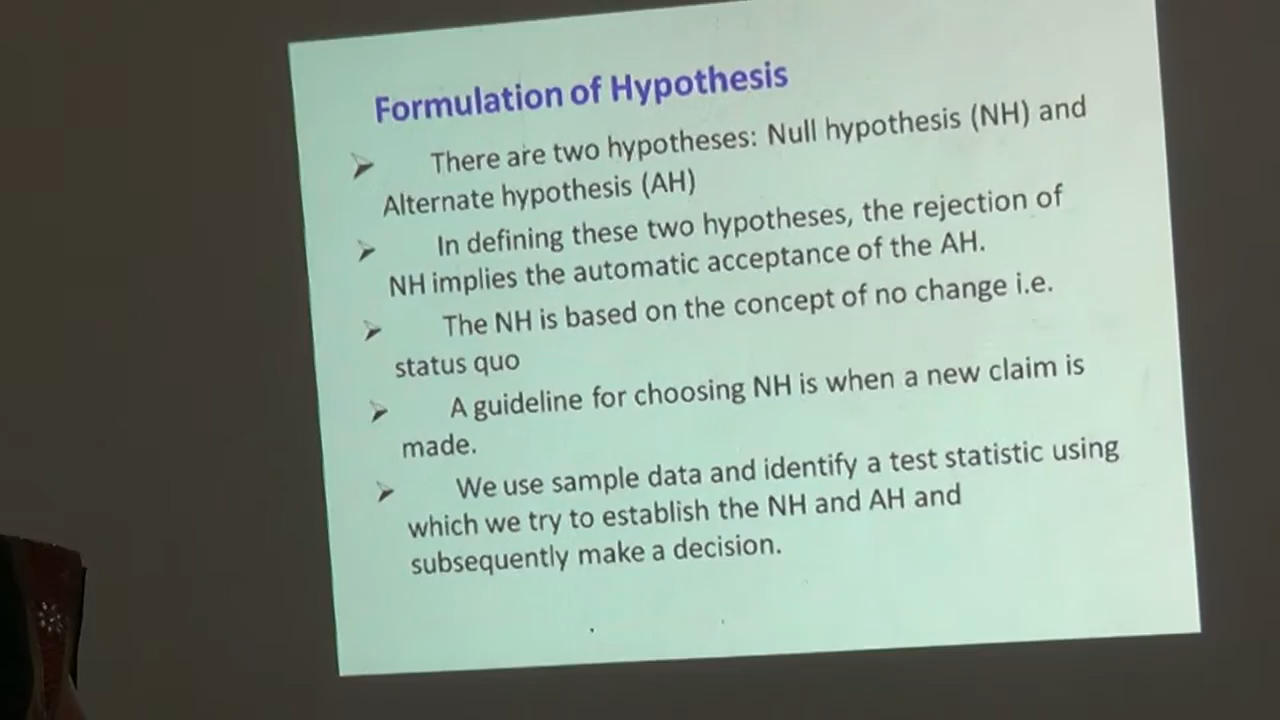 Formulation of Hypothesis
There are two hypotheses: Null hypothesis (NH) and
Alternate hypothesis (AH)
In defining these two hypotheses, the rejection of
NH implies the automatic acceptance of the AH.
The NH is based on the concept of no change i.e.
status quo
A guideline for choosing NH is when a new claim is
made.
We use sample data and identify a test statistic using
which we try to establish the NH and AH and
subsequently make a decision.